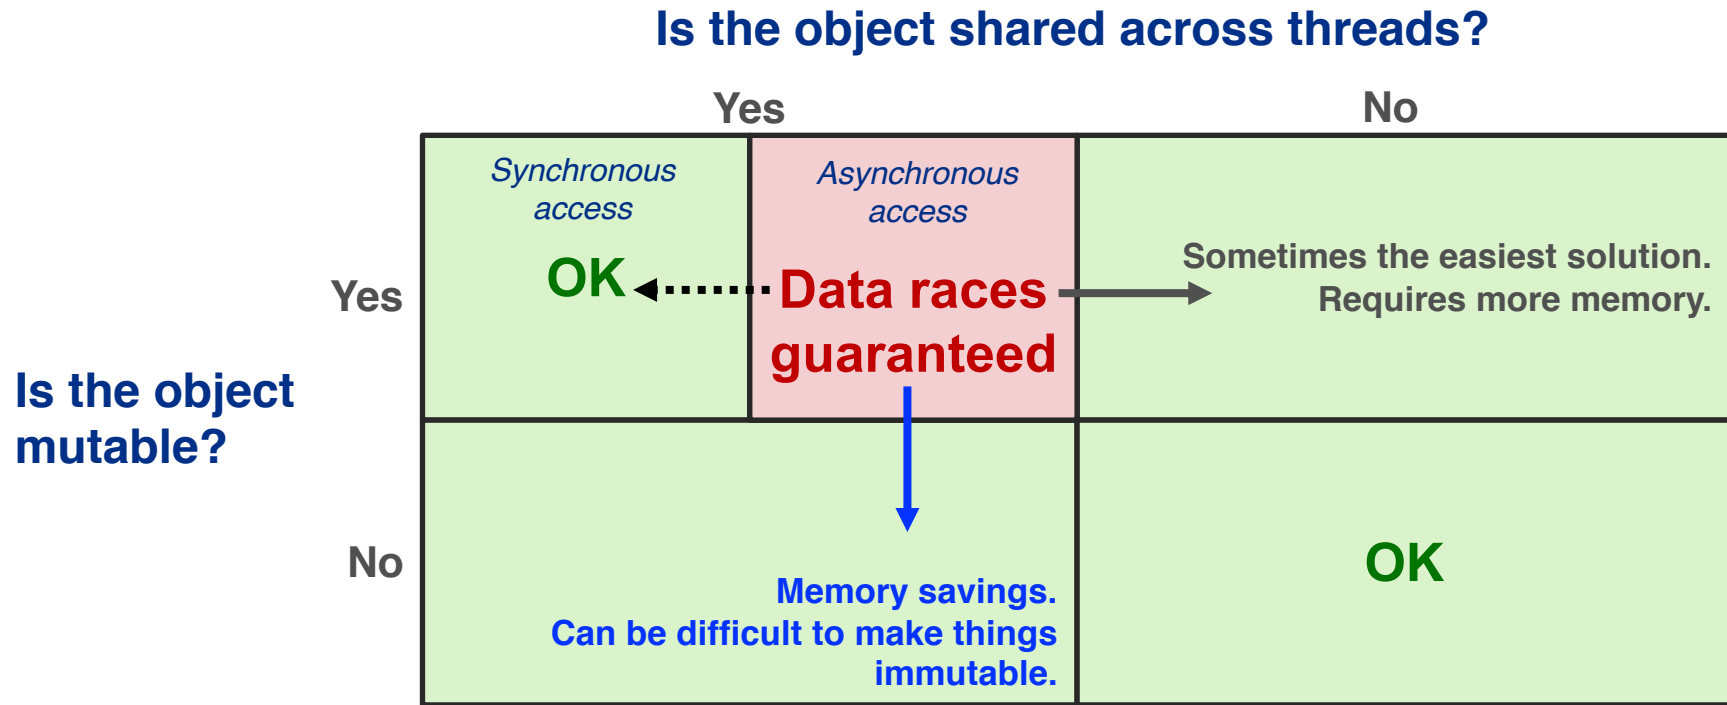 Is the object shared across threads?
Yes
No
Synchronous
access
Asynchronous
access
OK
Data races
guaranteed
Sometimes the easiest solution.
Requires more memory.
Yes
Is the object
mutable?
No
Memory savings.
Can be difficult to make things
immutable.
OK